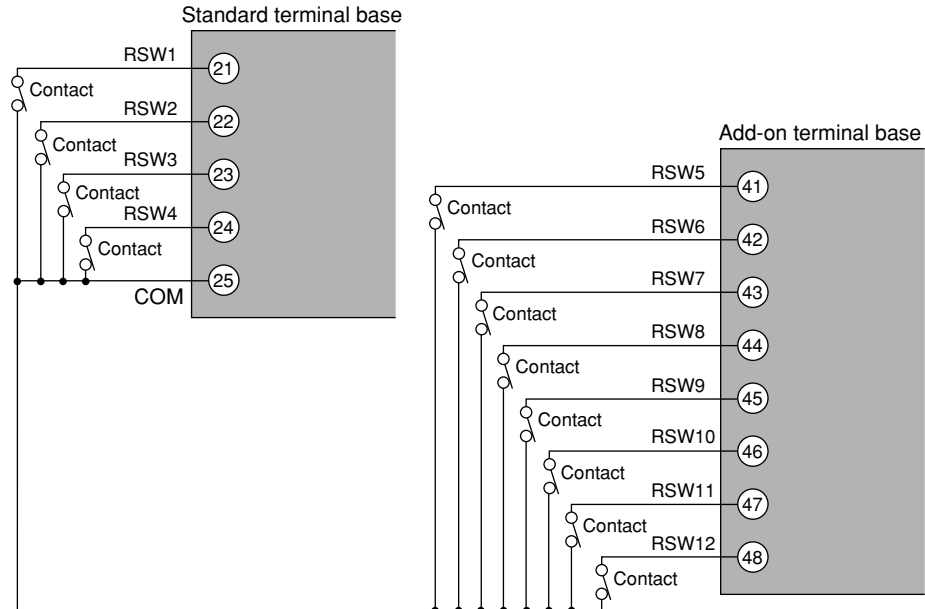 Standard terminal base
RSW1
21
Contact
RSW2
22
Contact
RSW3
23
Contact
RSW4
24
Contact
25
COM
Add-on terminal base
RSW5
41
Contact
RSW6
42
Contact
RSW7
43
Contact
RSW8
44
Contact
RSW9
45
Contact
RSW10
46
Contact
RSW11
47
Contact
RSW12
48
Contact